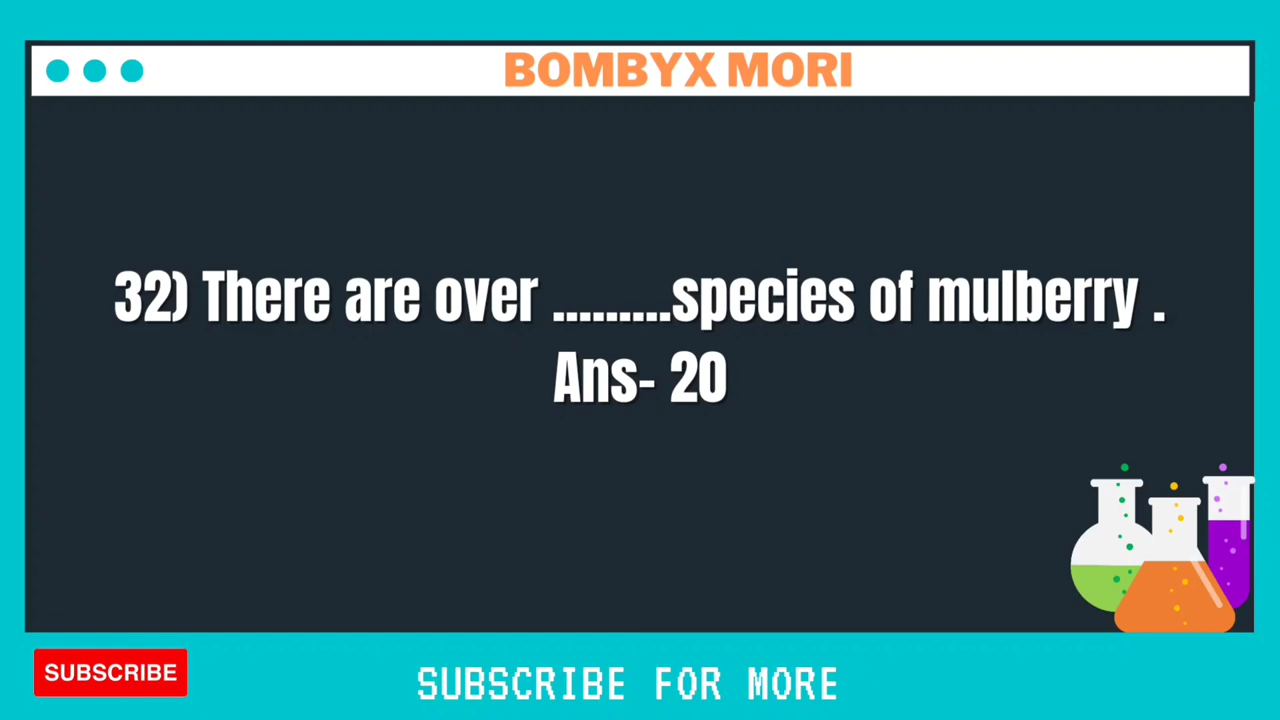 BOMBYX MORI
32) There are over .........species of mulberry .
Ans- 20
SUBSCRIBE
SUBSCRIBE FOR MORE